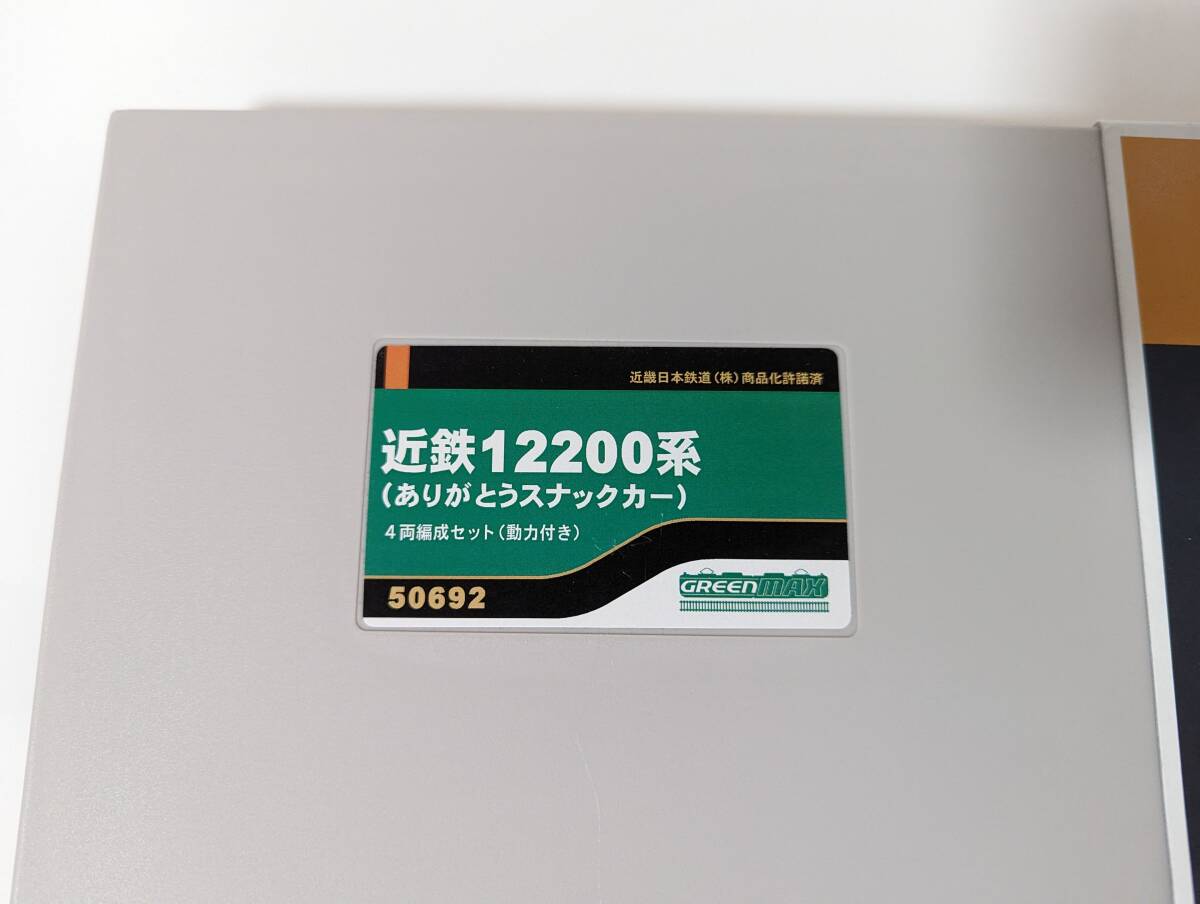 近畿日本鉄道(株)商品化許諾済
近鉄12200系
(ありがとうスナックカー)
4両編成セット(動力付き)
50692
GREENMAX